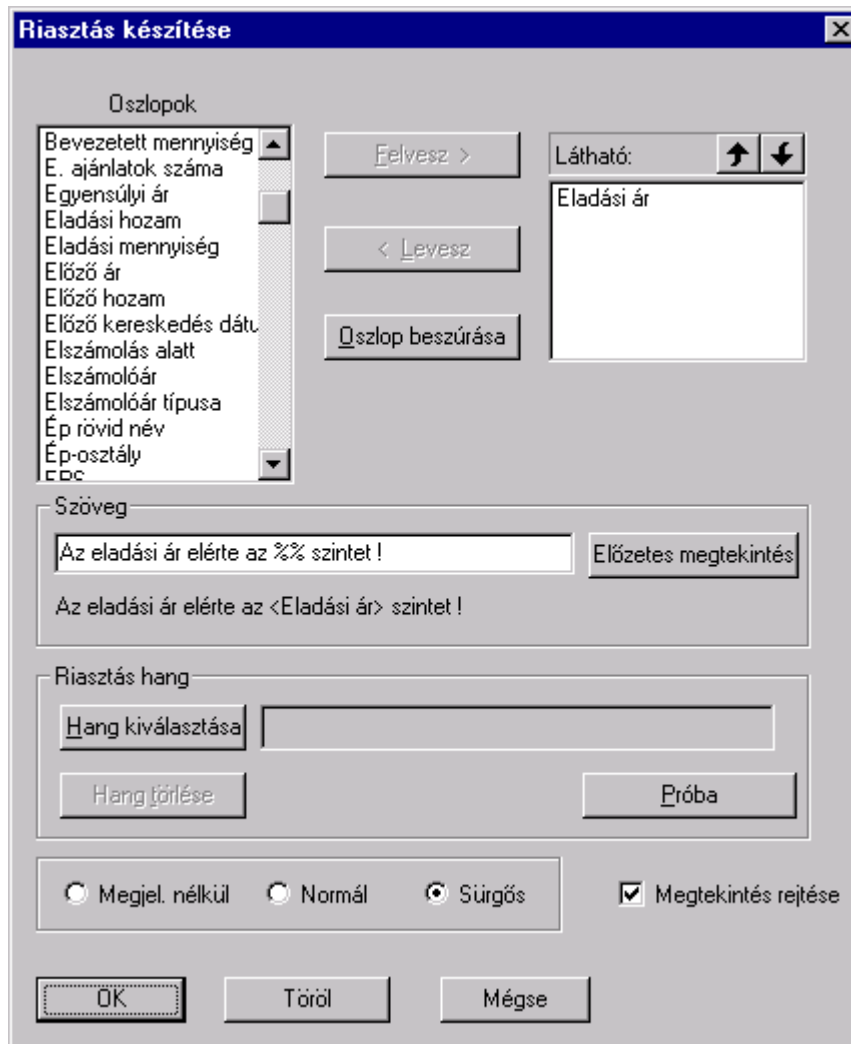 Riasztás készítése
Oszlopok
Bevezetett mennyiség
E. ajánlatok száma
Egyensúlyi ár
Eladási hozam
Eladási mennyiség
Előző ár
Előző hozam
Előző kereskedés dátu
Elszámolás alatt
Elszámolóár
Elszámolóár típusa
Ép rövid név
Ép-osztály
EPS
Felvesz >
< Levesz
Oszlop beszúrása
Látható:
Eladási ár
Szöveg
Az eladási ár elérte az %% szintet !
Előzetes megtekintés
Az eladási ár elérte az <Eladási ár> szintet !
Riasztás hang
Hang kiválasztása
Hang törlése
Próba
Megjel. nélkül Normál Sürgős Megtekintés rejtése
OK Töröl Mégse